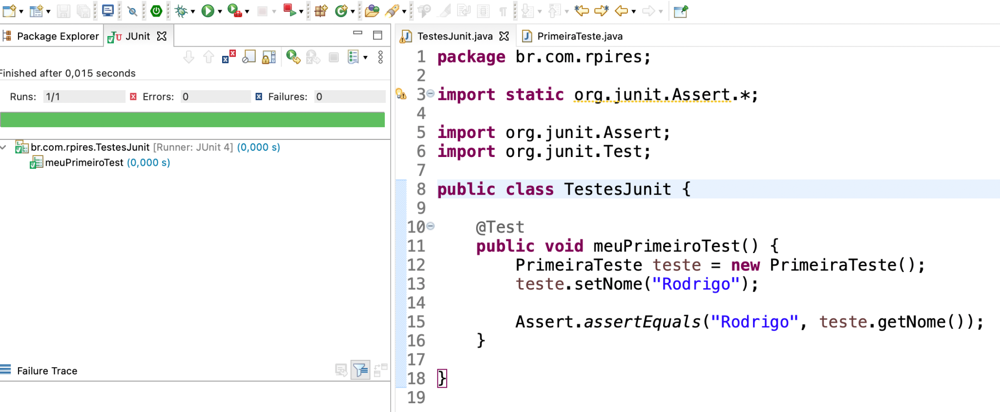 Package Explorer
JUnit
Finished after 0,015 seconds
Runs: 1/1 Errors: 0 Failures: 0
br.com.rpires.TestesJunit [Runner: JUnit 4] (0,000 s)
meuPrimeiroTest (0,000 s)
Failure Trace
TestesJunit.java
PrimeiraTeste.java
1 package br.com.rpires;
2
3 import static org.junit.Assert.*;
4
5 import org.junit.Assert;
6 import org.junit.Test;
7
8 public class TestesJunit {
9
10 @Test
11 public void meuPrimeiroTest() {
12 PrimeiraTeste teste = new PrimeiraTeste();
13 teste.setNome("Rodrigo");
14
15 Assert.assertEquals("Rodrigo", teste.getNome());
16 }
17
18 }
19